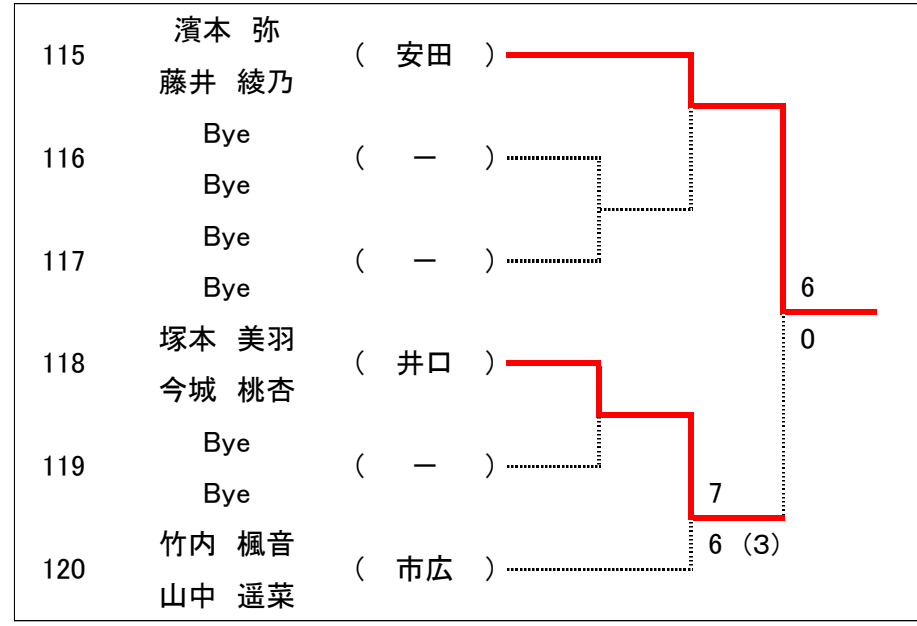 濱本 弥
115 ( 安田 )
藤井 綾乃
Bye
116 ( ー )
Bye
Bye
117 ( ー )
Bye
6
塚本 美羽
0
118 ( 井口 )
今城 桃杏
Bye
119 ( ー )
Bye
7
竹内 楓音
6 (3)
120 ( 市広 )
山中 遥菜